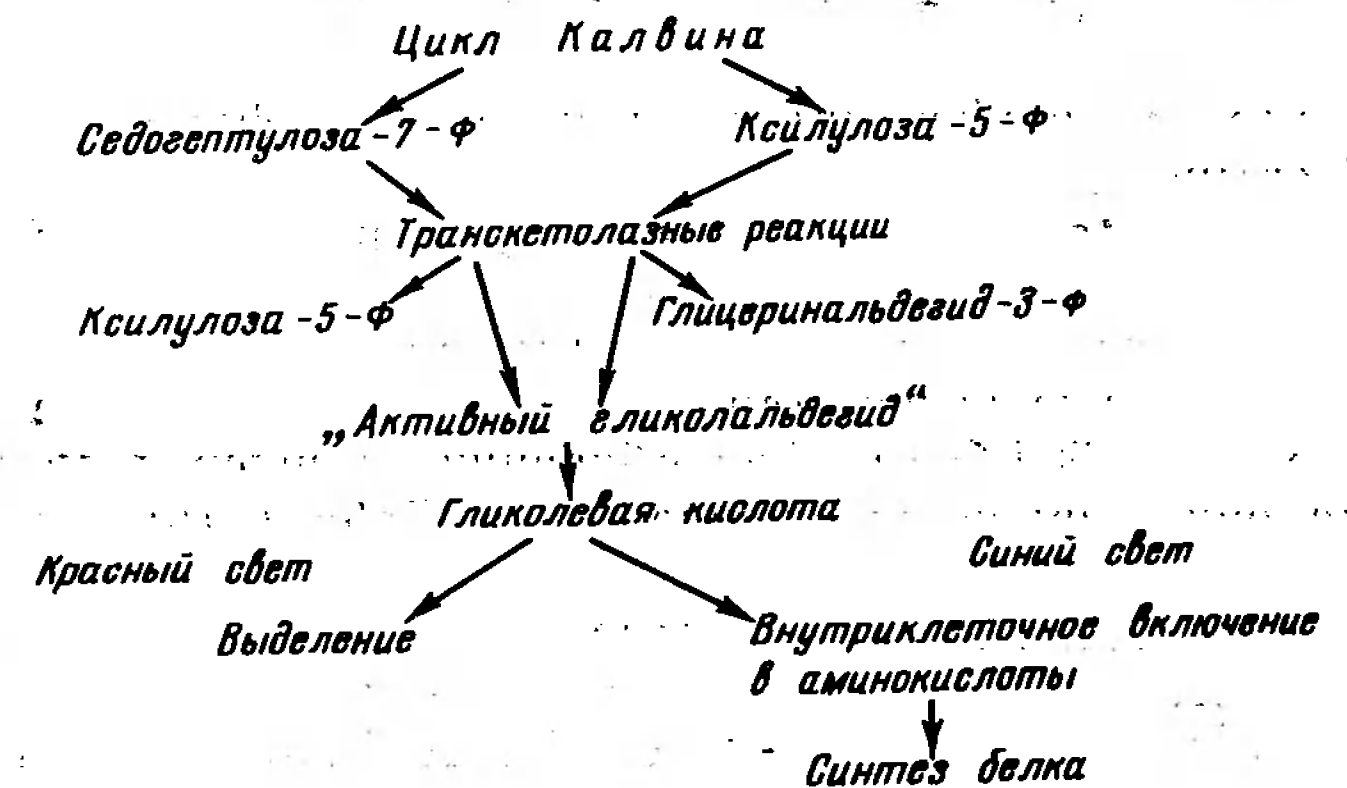 Цикл Калвина
Седогептулоза-7-Ф
Ксилулоза-5-Ф
Транскетолазные реакции
Ксилулоза-5-Ф
Глицеринальдегид-3-Ф
„Активный гликолальдегид“
Гликолевая кислота
Красный свет
Синий свет
Выделение
Внутриклеточное включение
в аминокислоты
Синтез белка